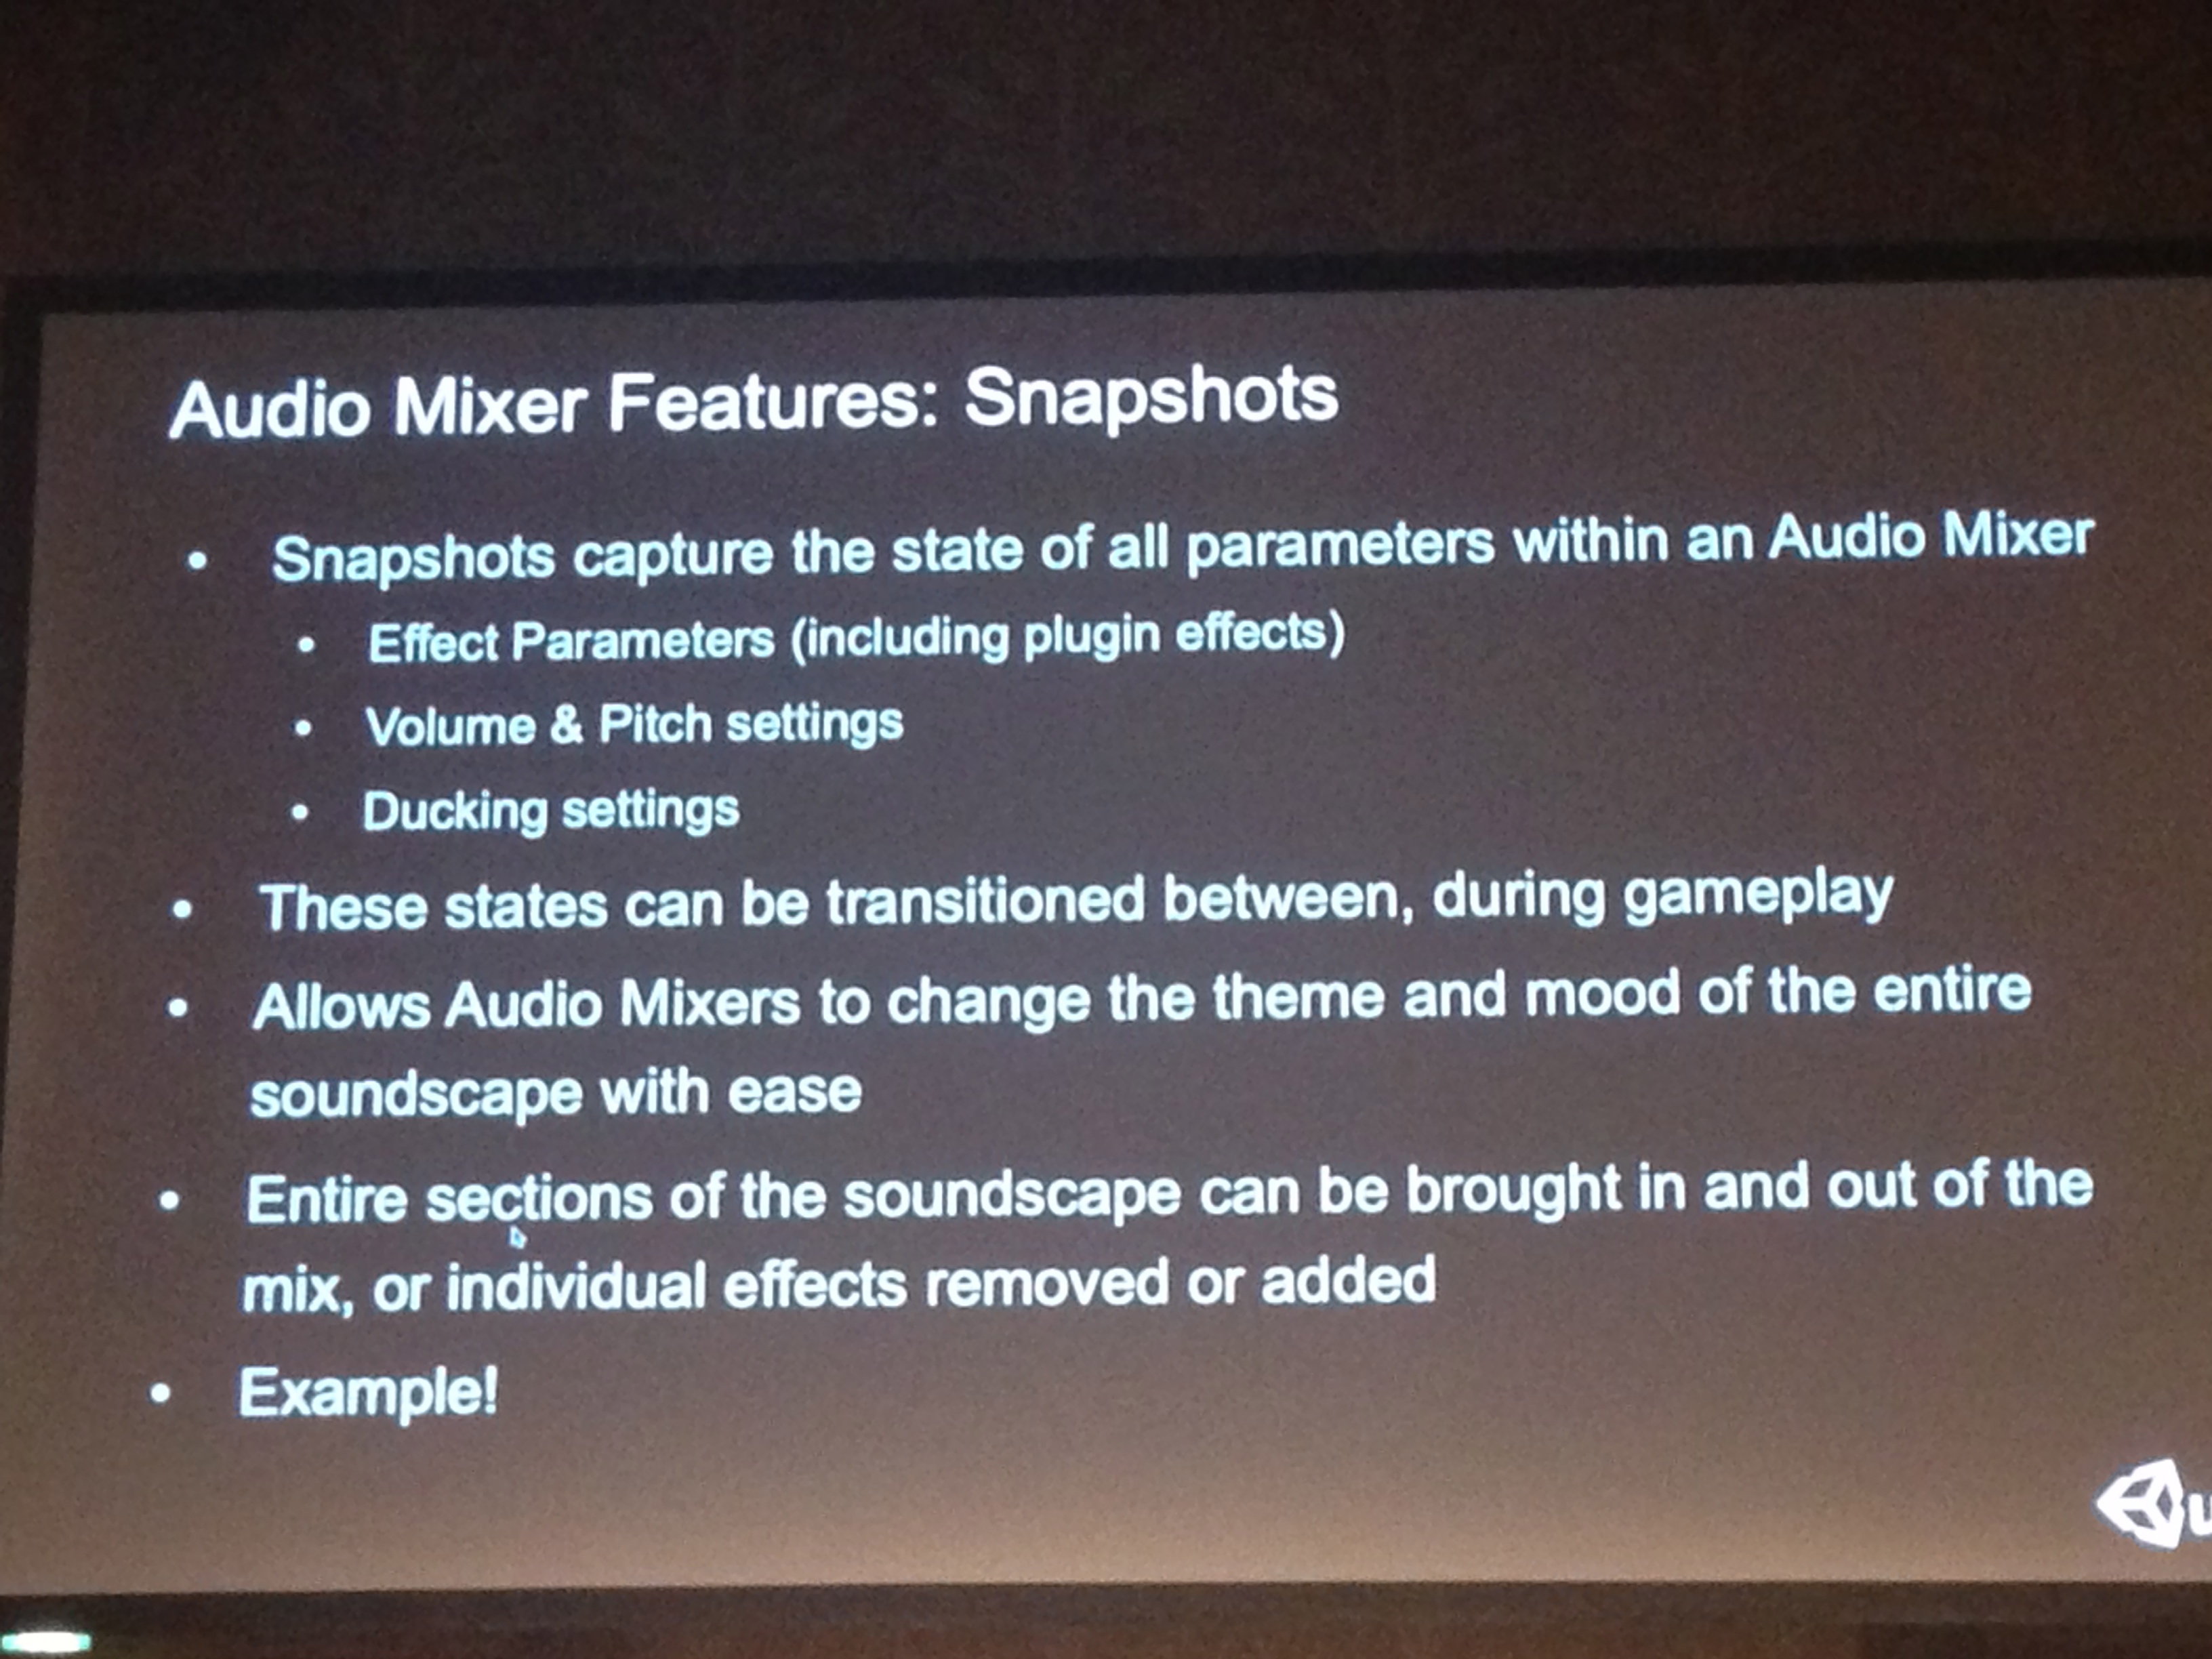 Audio Mixer Features: Snapshots
• Snapshots capture the state of all parameters within an Audio Mixer
• Effect Parameters (including plugin effects)
• Volume & Pitch settings
• Ducking settings
• These states can be transitioned between, during gameplay
• Allows Audio Mixers to change the theme and mood of the entire
soundscape with ease
• Entire sections of the soundscape can be brought in and out of the
mix, or individual effects removed or added
• Example!